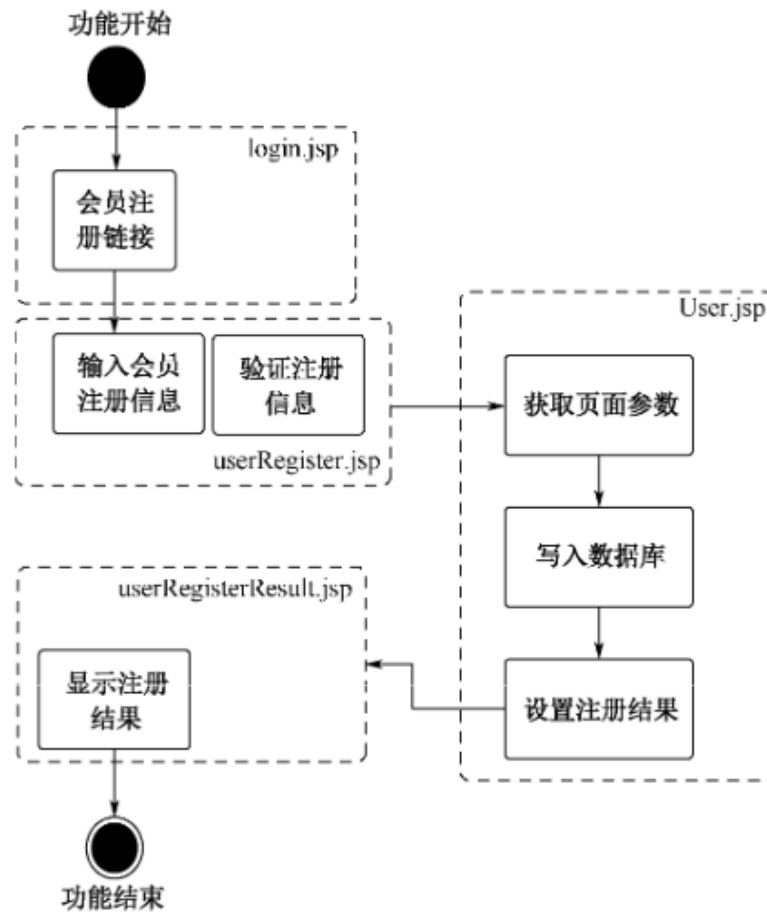 功能开始
login.jsp
会员注
册链接
输入会员
注册信息
验证注册
信息
userRegister.jsp
User.jsp
获取页面参数
写入数据库
设置注册结果
userRegisterResult.jsp
显示注册
结果
功能结束